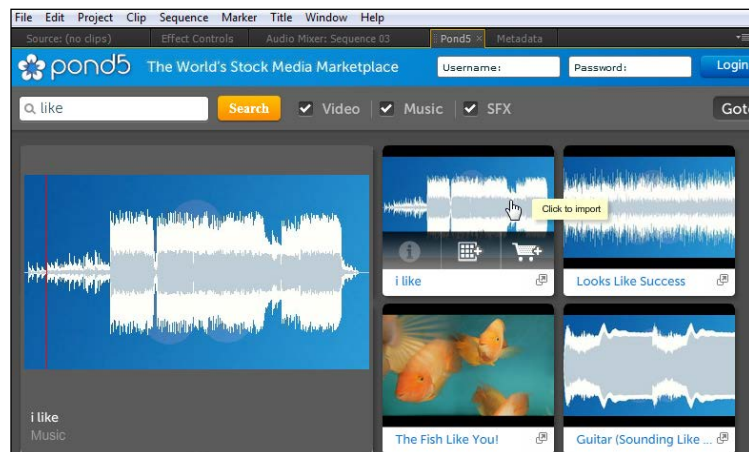 File Edit Project Clip Sequence Marker Title Window Help
Source: (no clips) Effect Controls Audio Mixer: Sequence 03 Pond5 × Metadata
pond5 The World's Stock Media Marketplace Username: Password: Login
like Search Video Music SFX Goto
Click to import
i like Looks Like Success
i like
Music
The Fish Like You! Guitar (Sounding Like ...